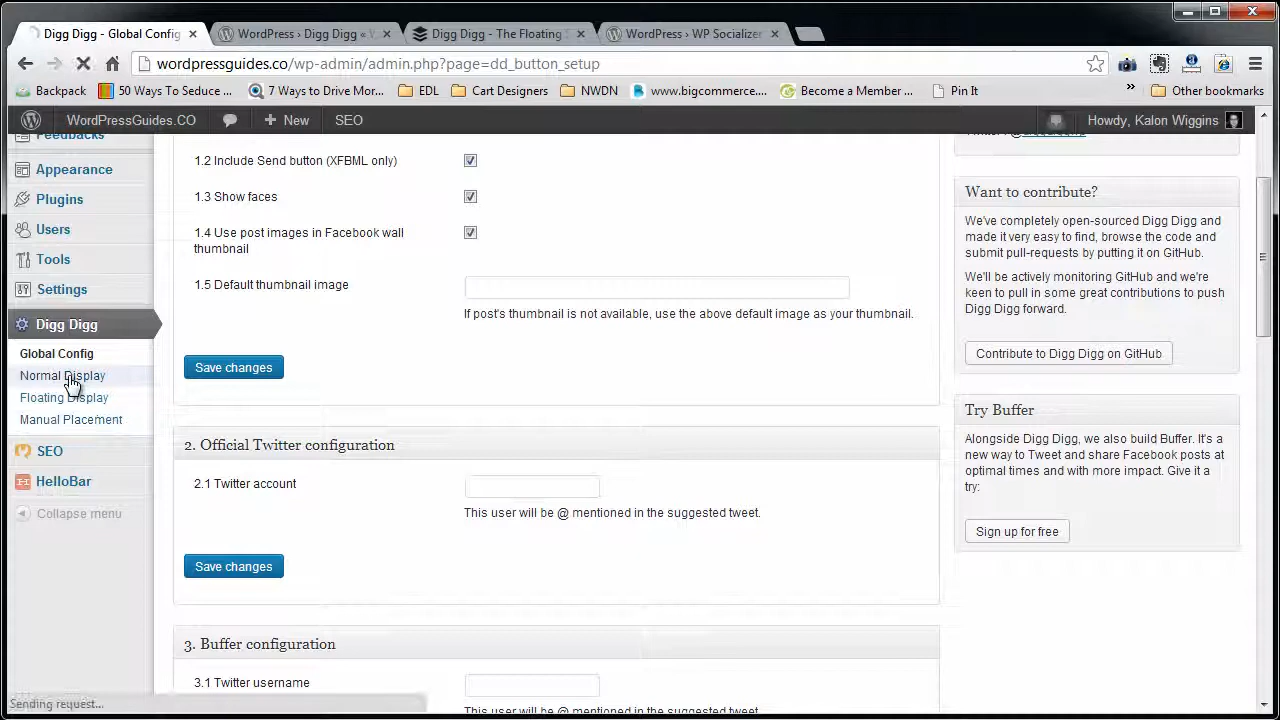 Digg Digg - Global Config
WordPress › Digg Digg «
Digg Digg - The Floating
WordPress › WP Socializer
wordpressguides.co/wp-admin/admin.php?page=dd_button_setup
Backpack
50 Ways To Seduce ...
7 Ways to Drive Mor...
EDL
Cart Designers
NWDN
www.bigcommerce....
Become a Member ...
Pin It
Other bookmarks
WordPressGuides.CO
+ New
SEO
Howdy, Kalon Wiggins
Feedbacks
Appearance
Plugins
Users
Tools
Settings
Digg Digg
Global Config
Normal Display
Floating Display
Manual Placement
SEO
HelloBar
Collapse menu
1.2 Include Send button (XFBML only)
1.3 Show faces
1.4 Use post images in Facebook wall
thumbnail
1.5 Default thumbnail image
If post's thumbnail is not available, use the above default image as your thumbnail.
Save changes
2. Official Twitter configuration
2.1 Twitter account
This user will be @ mentioned in the suggested tweet.
Save changes
3. Buffer configuration
3.1 Twitter username
This user will be @ mentioned in the suggested tweet.
Want to contribute?
We've completely open-sourced Digg Digg and
made it very easy to find, browse the code and
submit pull-requests by putting it on GitHub.
We'll be actively monitoring GitHub and we're
keen to pull in some great contributions to push
Digg Digg forward.
Contribute to Digg Digg on GitHub
Try Buffer
Alongside Digg Digg, we also build Buffer. It's a
new way to Tweet and share Facebook posts at
optimal times and with more impact. Give it a
try:
Sign up for free
Sending request...